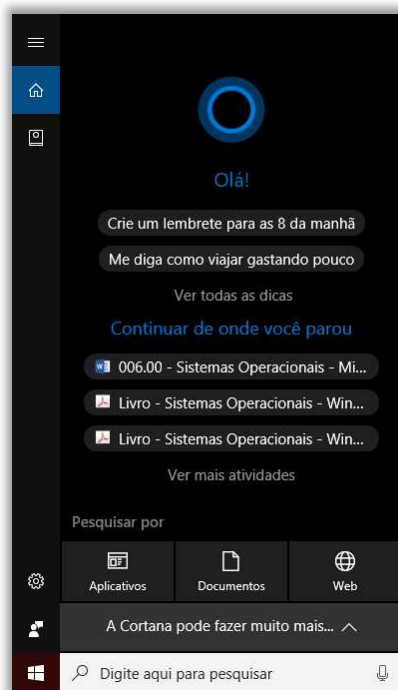 Olá!
Crie um lembrete para as 8 da manhã
Me diga como viajar gastando pouco
Ver todas as dicas
Continuar de onde você parou
006.00 - Sistemas Operacionais - Mi...
Livro - Sistemas Operacionais - Win...
Livro - Sistemas Operacionais - Win...
Ver mais atividades
Pesquisar por
Aplicativos Documentos Web
A Cortana pode fazer muito mais...
Digite aqui para pesquisar